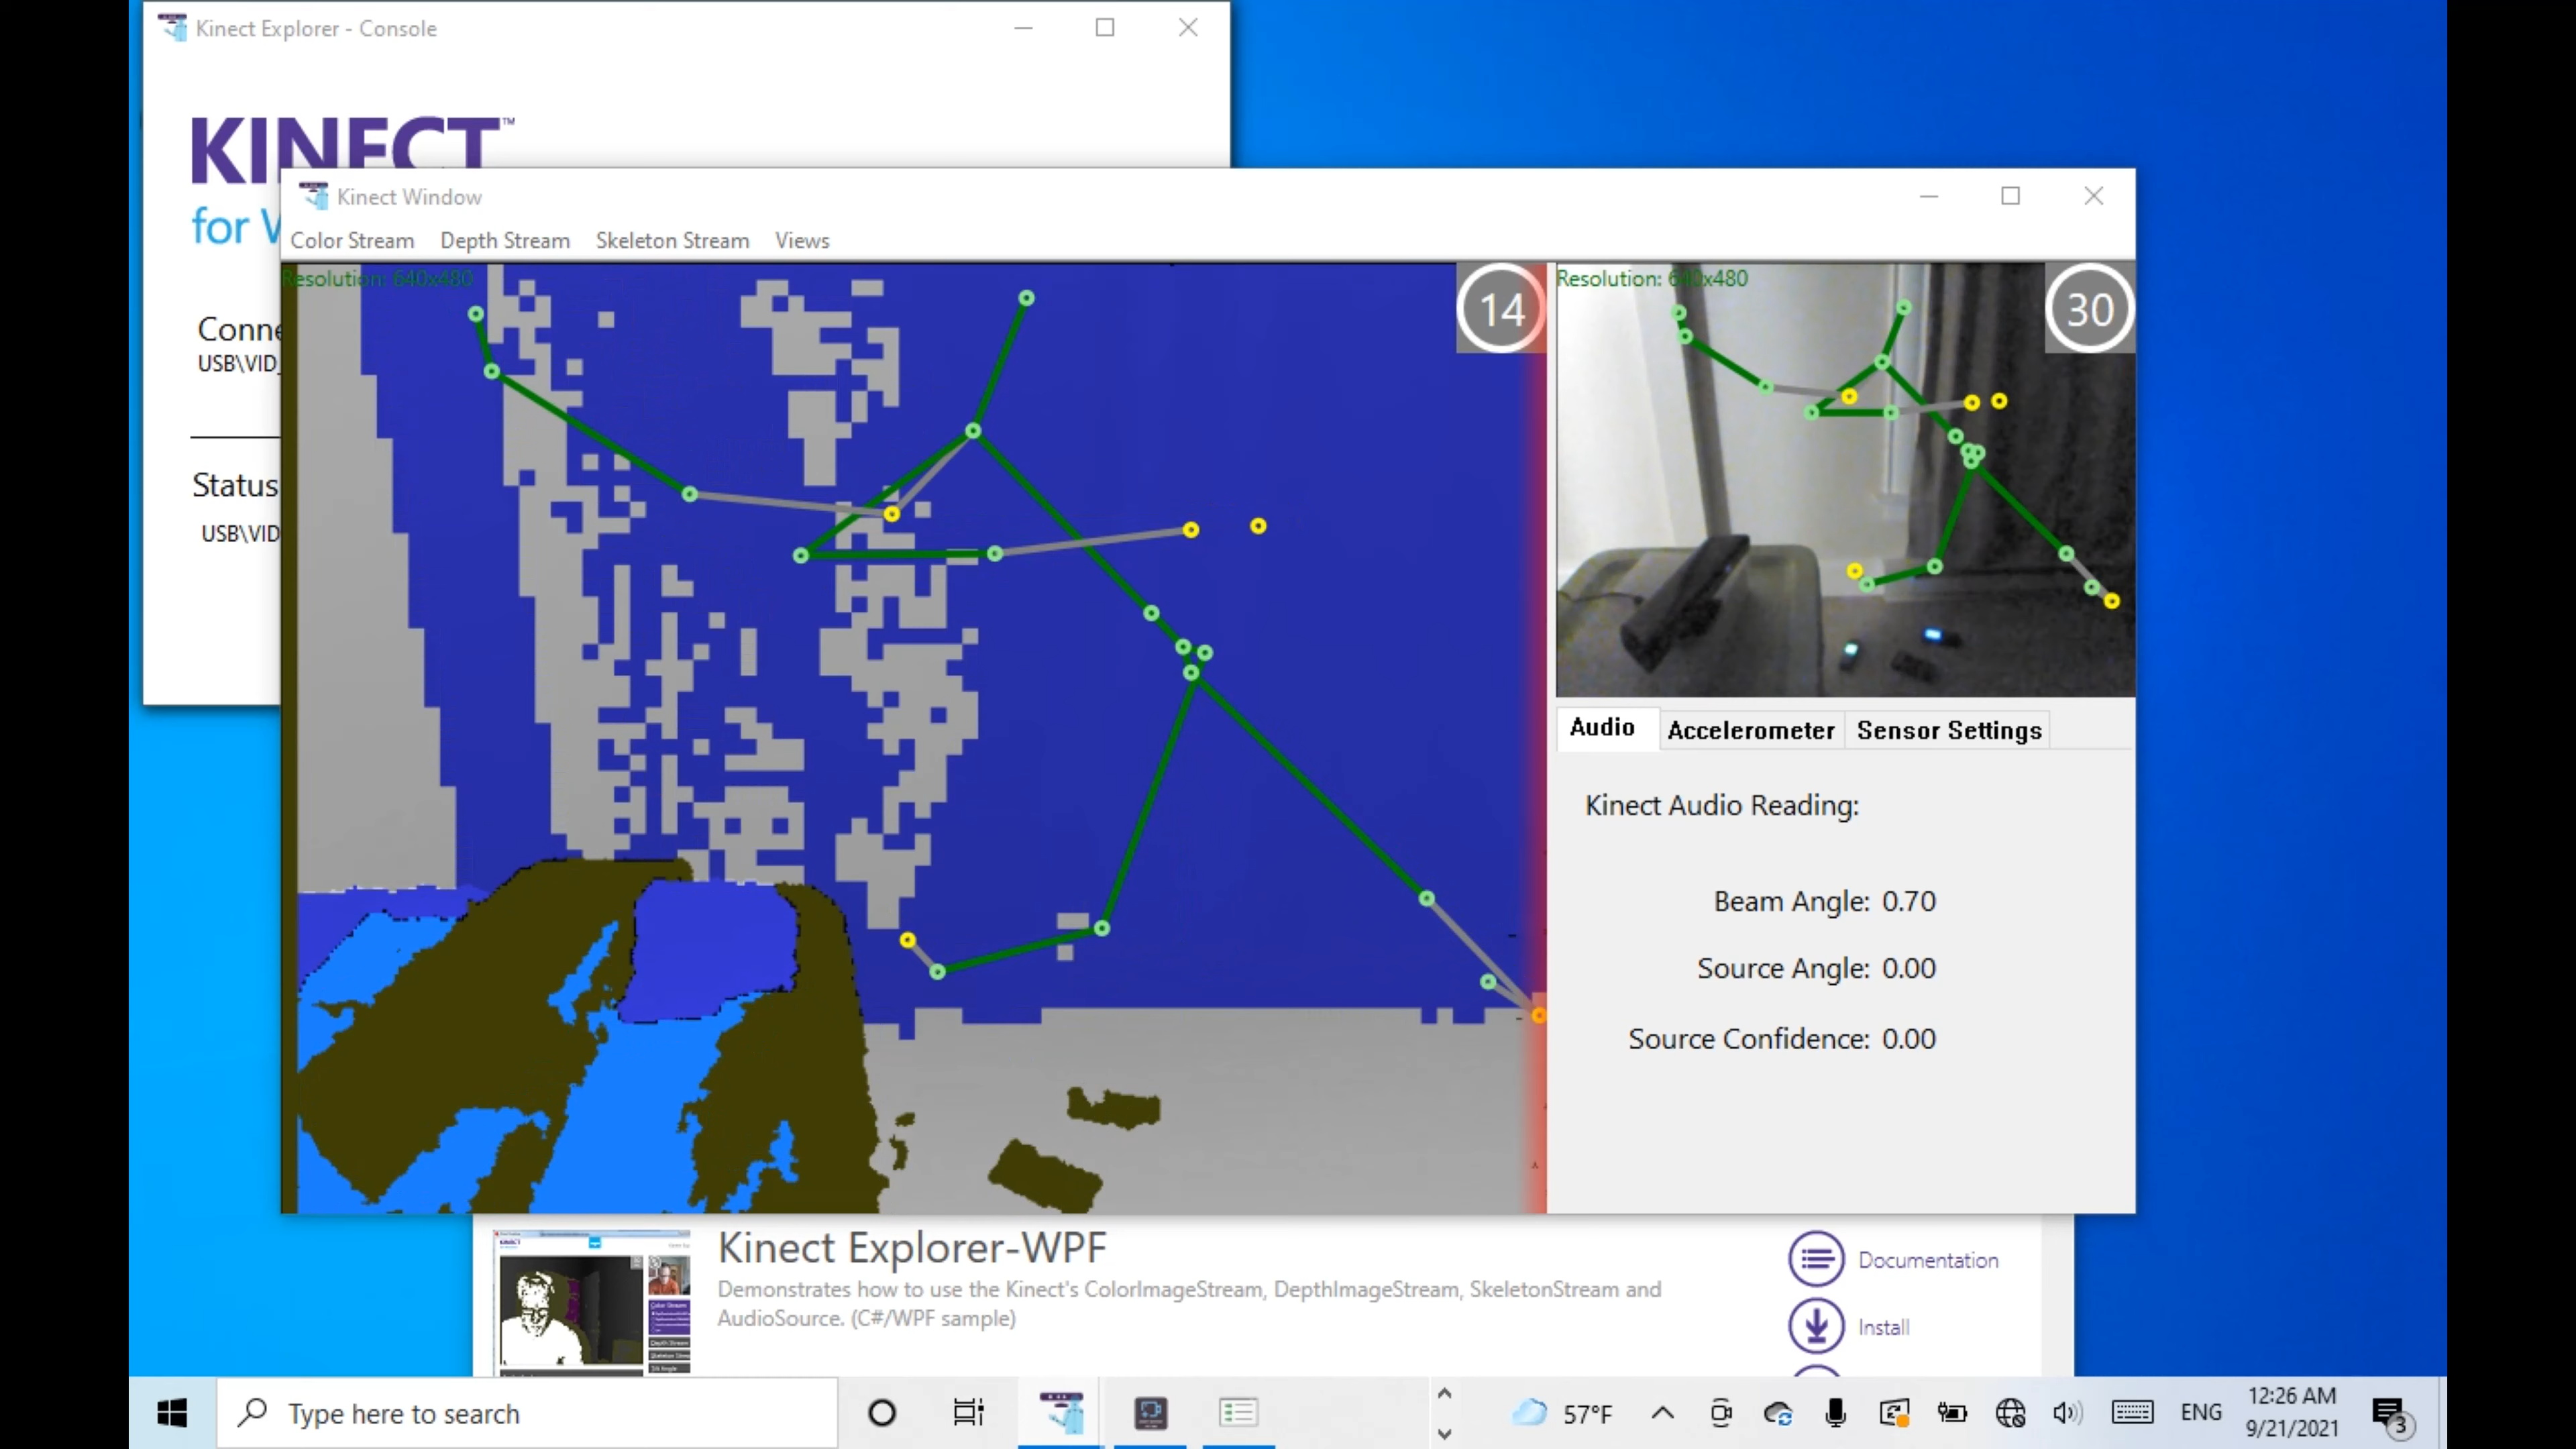 Kinect Explorer - Console
KINECT™
for W
Conne
USB\VID_
Status
USB\VID
Kinect Window
Color Stream Depth Stream Skeleton Stream Views
Resolution: 640x480
14
Resolution: 640x480
30
Audio Accelerometer Sensor Settings
Kinect Audio Reading:
Beam Angle: 0.70
Source Angle: 0.00
Source Confidence: 0.00
Kinect Explorer-WPF
Demonstrates how to use the Kinect's ColorImageStream, DepthImageStream, SkeletonStream and
AudioSource. (C#/WPF sample)
Documentation
Install
Type here to search
57°F
ENG
12:26 AM
9/21/2021
3